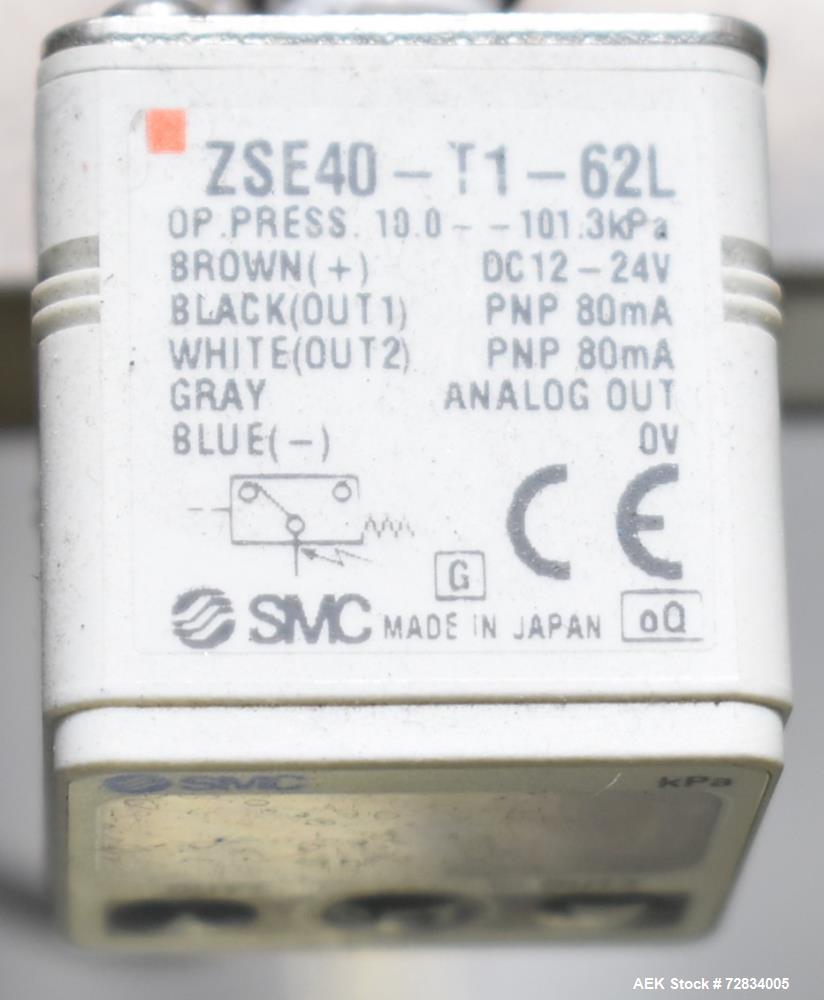 ZSE40-T1-62L
OP.PRESS. 10.0 - -101.3kPa
BROWN(+) DC12-24V
BLACK(OUT1) PNP 80mA
WHITE(OUT2) PNP 80mA
GRAY ANALOG OUT
BLUE(-) 0V
CE
G
SMC MADE IN JAPAN oQ
SMC kPa
AEK Stock # 72834005